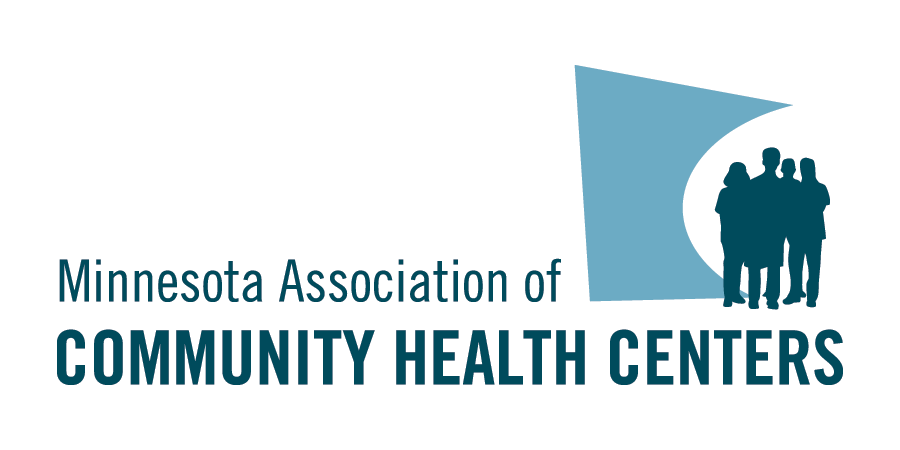 Minnesota Association of
COMMUNITY HEALTH CENTERS